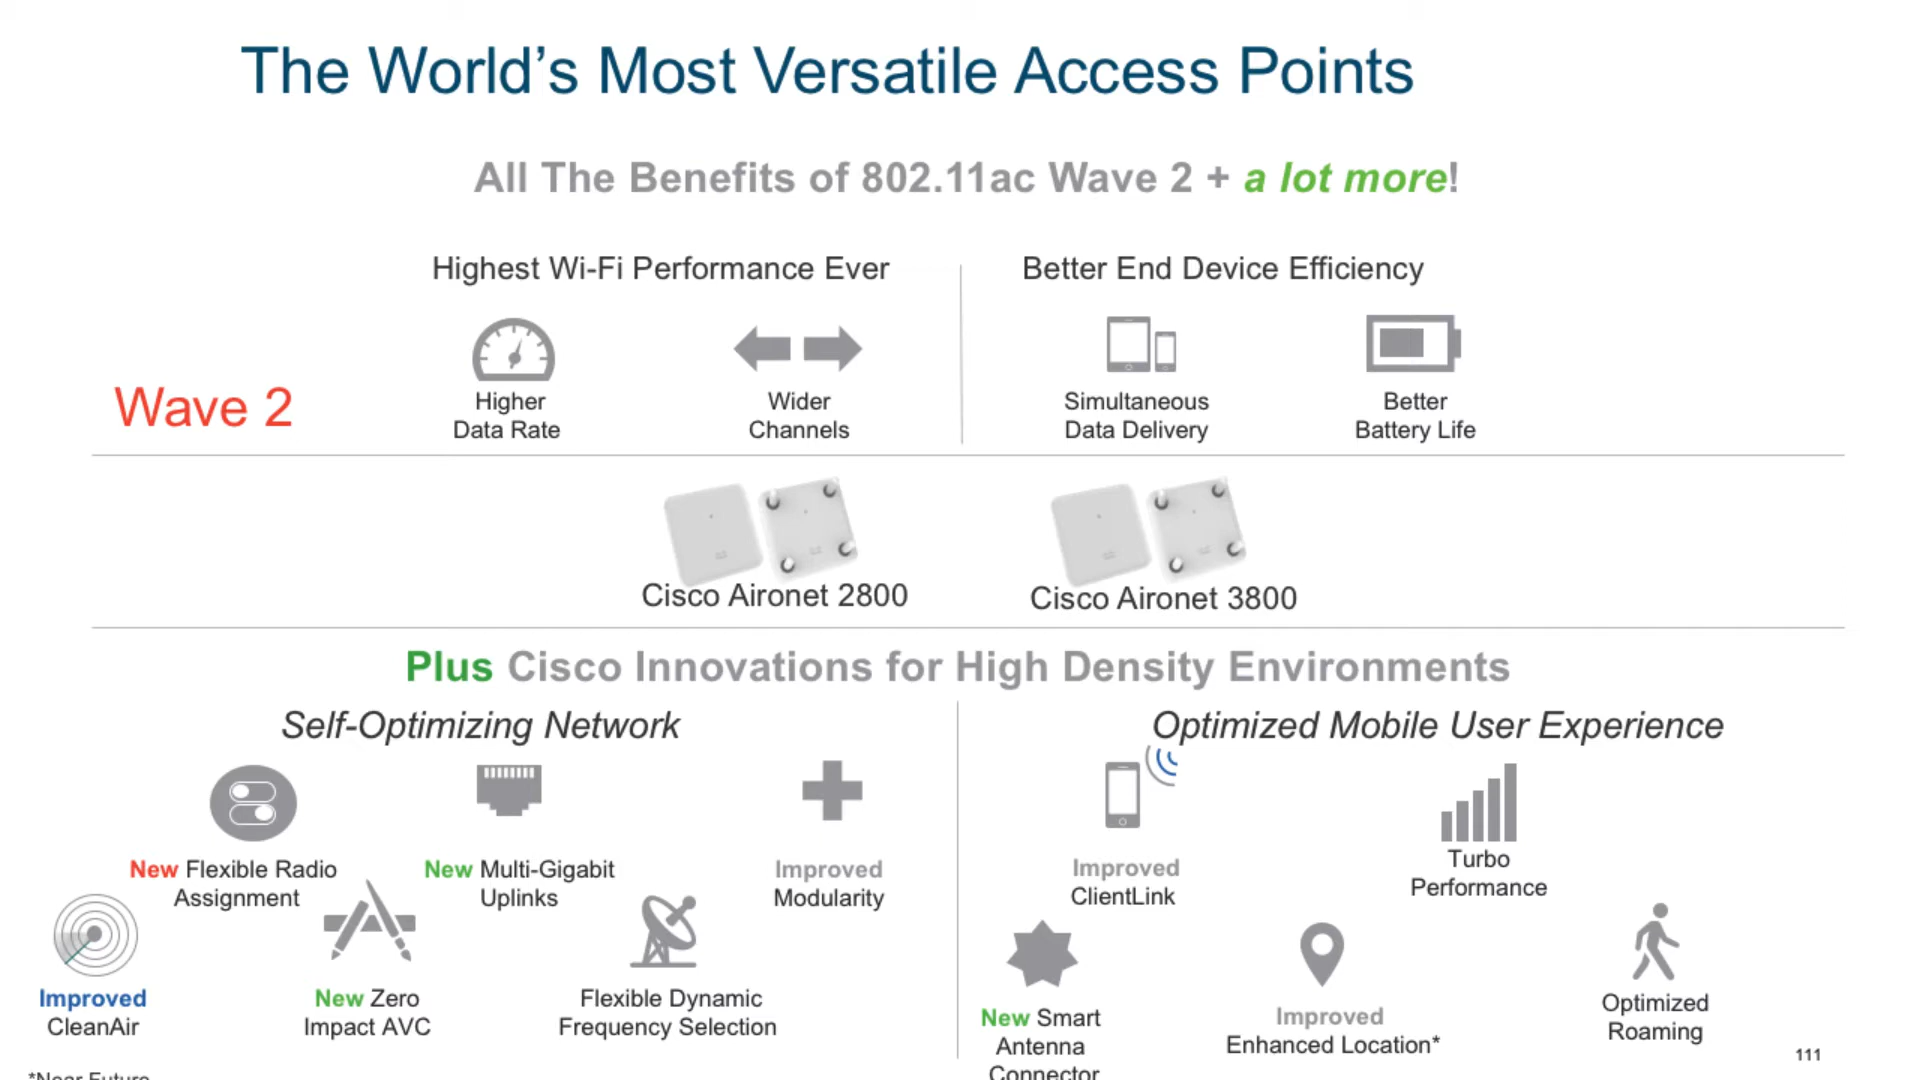 The World's Most Versatile Access Points
All The Benefits of 802.11ac Wave 2 + a lot more!
Highest Wi-Fi Performance Ever
Better End Device Efficiency
Wave 2
Higher
Data Rate
Wider
Channels
Simultaneous
Data Delivery
Better
Battery Life
Cisco Aironet 2800
Cisco Aironet 3800
Plus Cisco Innovations for High Density Environments
Self-Optimizing Network
New Flexible Radio
Assignment
New Multi-Gigabit
Uplinks
Improved
Modularity
Improved
CleanAir
New Zero
Impact AVC
Flexible Dynamic
Frequency Selection
Optimized Mobile User Experience
Improved
ClientLink
Turbo
Performance
New Smart
Antenna
Connector
Improved
Enhanced Location*
Optimized
Roaming
*Near Future
111